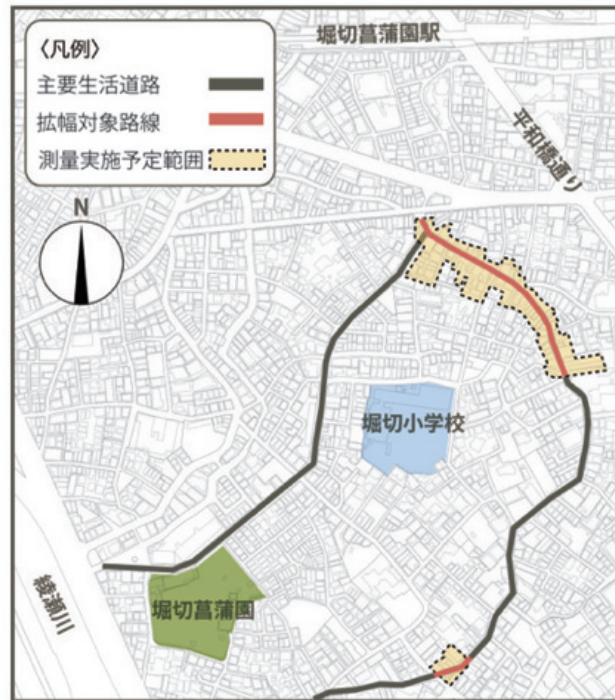 〈凡例〉
主要生活道路
拡幅対象路線
測量実施予定範囲
堀切菖蒲園駅
平和橋通り
N
堀切小学校
堀切菖蒲園
綾瀬川